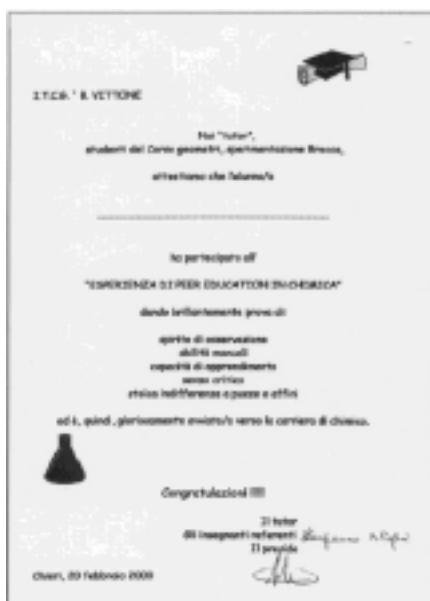 I.T.C.G. " B. VITTONE
Noi "tutor",
studenti del Corso geometri, sperimentazione Brocca,
attestiamo che l'alunno/a
ha partecipato all'
"ESPERIENZA DI PEER EDUCATION IN CHIMICA"
dando brillantemente prova di
spirito di osservazione
abilità manuali
capacità di apprendimento
senso critico
stoica indifferenza a puzze e affini
ed è, quindi, gloriosamente avviato/a verso la carriera di chimico.
Congratulazioni !!!!
Il tutor
Gli insegnanti referenti
Il preside
Chieri, 20 febbraio